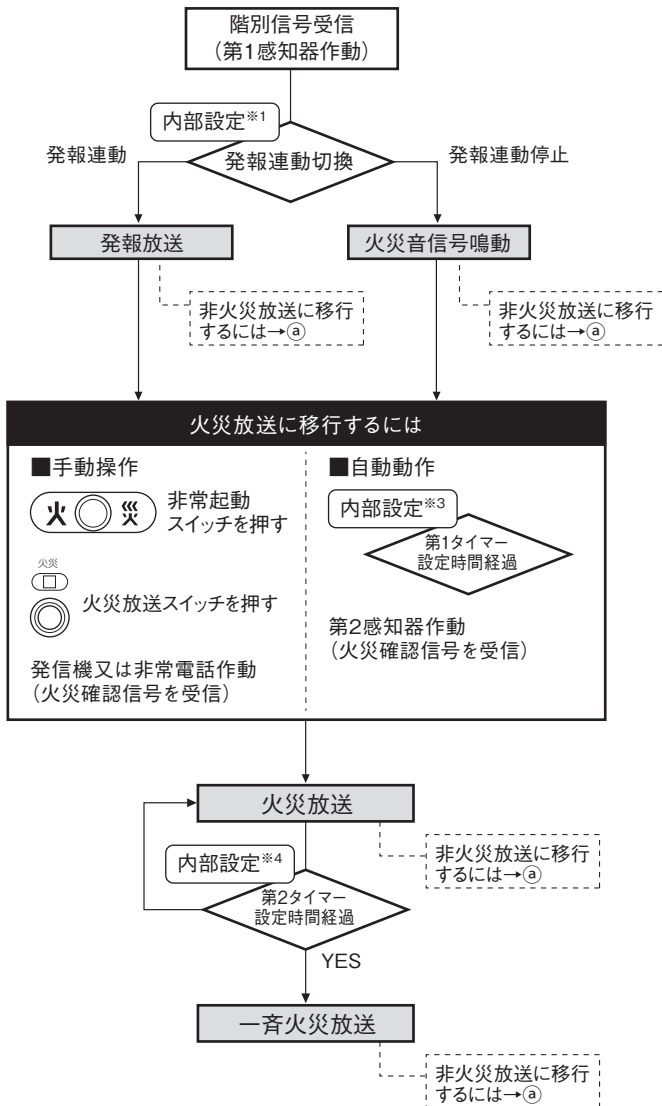 階別信号受信
(第1感知器作動)
内部設定※1
発報連動
発報連動切換
発報連動停止
発報放送
火災音信号鳴動
非火災放送に移行
するには→ⓐ
非火災放送に移行
するには→ⓐ
火災放送に移行するには
■手動操作
火 災
非常起動
スイッチを押す
火災
火災放送スイッチを押す
発信機又は非常電話作動
(火災確認信号を受信)
■自動動作
内部設定※3
第1タイマー
設定時間経過
第2感知器作動
(火災確認信号を受信)
火災放送
非火災放送に移行
するには→ⓐ
内部設定※4
第2タイマー
設定時間経過
YES
一斉火災放送
非火災放送に移行
するには→ⓐ